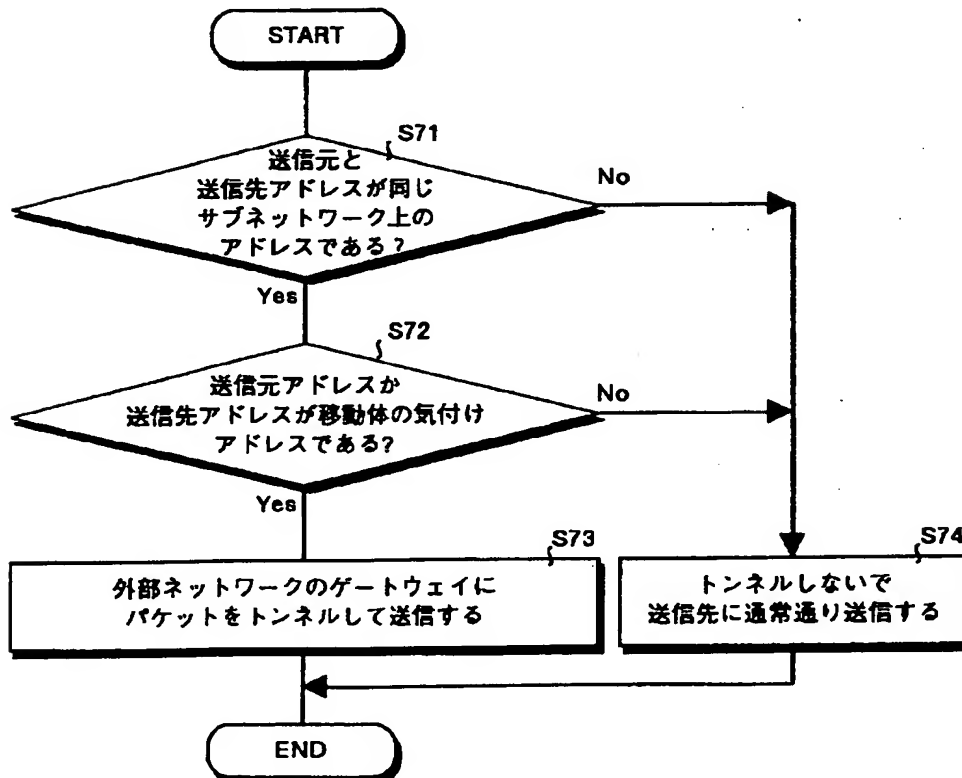 START
S71
送信元と
送信先アドレスが同じ
サブネットワーク上の
アドレスである?
No
Yes
S72
送信元アドレスか
送信先アドレスが移動体の気付け
アドレスである?
No
Yes
S73
外部ネットワークのゲートウェイに
パケットをトンネルして送信する
S74
トンネルしないで
送信先に通常通り送信する
END